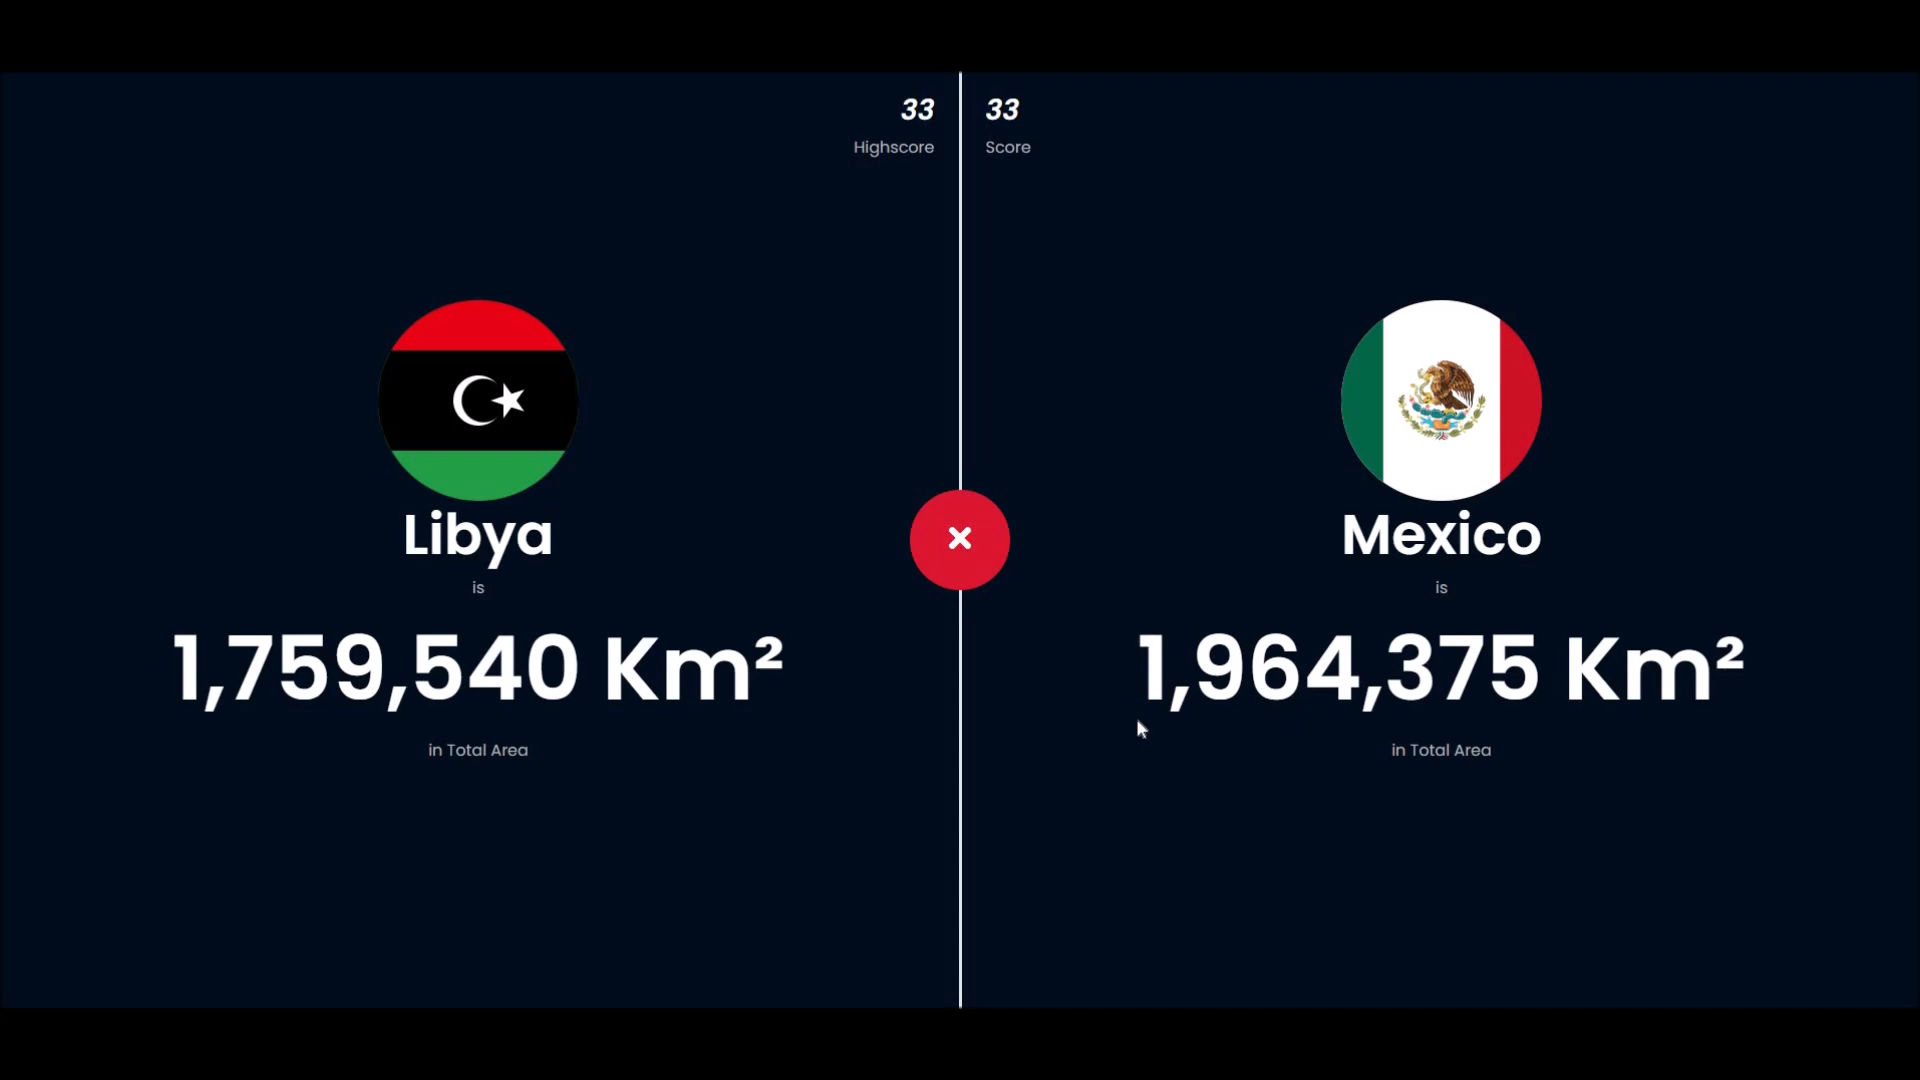 33
Highscore
33
Score
Libya
is
1,759,540 Km²
in Total Area
Mexico
is
1,964,375 Km²
in Total Area